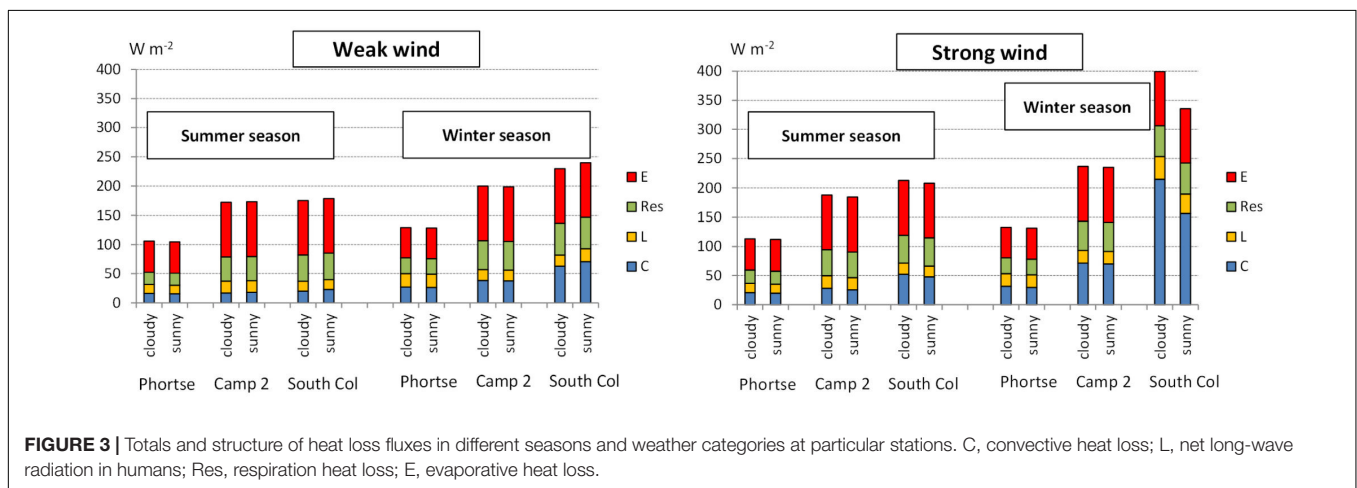 Weak wind
W m-2
400
350
300
250
200
150
100
50
0
Summer season
Winter season
E
Res
L
C
cloudy
sunny
cloudy
sunny
cloudy
sunny
cloudy
sunny
cloudy
sunny
cloudy
sunny
Phortse Camp 2 South Col Phortse Camp 2 South Col
Strong wind
W m-2
400
350
300
250
200
150
100
50
0
Summer season
Winter season
E
Res
L
C
cloudy
sunny
cloudy
sunny
cloudy
sunny
cloudy
sunny
cloudy
sunny
cloudy
sunny
Phortse Camp 2 South Col Phortse Camp 2 South Col
FIGURE 3 | Totals and structure of heat loss fluxes in different seasons and weather categories at particular stations. C, convective heat loss; L, net long-wave
radiation in humans; Res, respiration heat loss; E, evaporative heat loss.